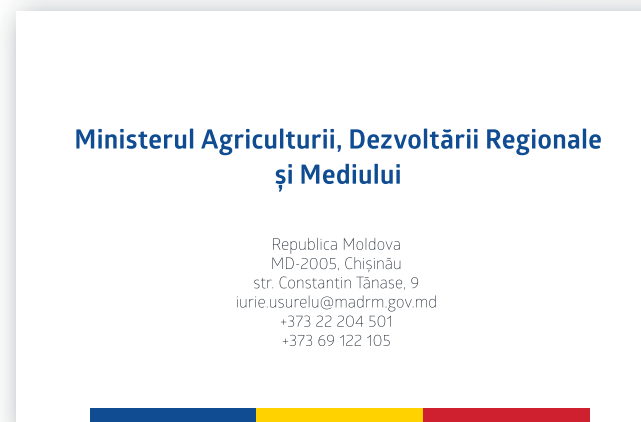 Ministerul Agriculturii, Dezvoltării Regionale
și Mediului
Republica Moldova
MD-2005, Chișinău
str. Constantin Tănase, 9
iurie.usurelu@madrm.gov.md
+373 22 204 501
+373 69 122 105